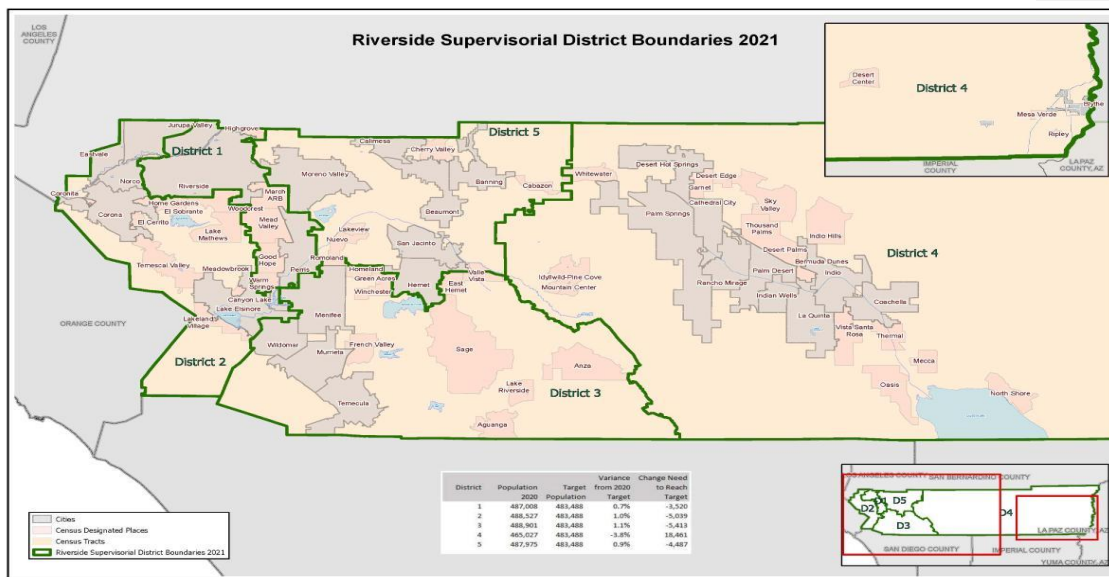 Riverside Supervisorial District Boundaries 2021
LOS
ANGELES
COUNTY
Desert
Center
District 4
Mesa Verde
Blythe
Ripley
IMPERIAL
COUNTY
LA PAZ
COUNTY, AZ
District 5
Jurupa Valley
Highgrove
Calimesa
Cherry Valley
Eastvale
District 1
Norco
Riverside
Moreno Valley
Banning
Cabazon
Whitewater
Desert Hot Springs
Desert Edge
Garnet
Cathedral City
Sky
Valley
Coronita
Corona
Home Gardens
El Sobrante
El Cerrito
Woodcrest
March
ARB
Mead
Valley
Lake
Mathews
Beaumont
Palm Springs
Thousand
Palms
Indio Hills
Lakeview
Nuevo
San Jacinto
Desert Palms
Bermuda Dunes
District 4
Temescal Valley
Meadowbrook
Good
Hope
Perris
Romoland
Homeland
Green Acres
Winchester
Hemet
East
Hemet
Valle
Vista
Idyllwild-Pine Cove
Mountain Center
Palm Desert
Indio
Rancho Mirage
Indian Wells
Coachella
Warm
Springs
Canyon Lake
Lake Elsinore
Lakeland
Village
Menifee
La Quinta
Vista Santa
Rosa
Thermal
ORANGE COUNTY
Wildomar
Murrieta
French Valley
Sage
Anza
Mecca
District 2
Lake
Riverside
District 3
Oasis
North Shore
Temecula
Aguanga
District Population 2020 Target Population Variance from 2020 Target Change Need to Reach Target
1 487,008 483,488 0.7% -3,520
2 488,527 483,488 1.0% -5,039
3 488,901 483,488 1.1% -5,413
4 465,027 483,488 -3.8% 18,461
5 487,975 483,488 0.9% -4,487
Cities
Census Designated Places
Census Tracts
Riverside Supervisorial District Boundaries 2021
LOS ANGELES COUNTY
SAN BERNARDINO COUNTY
D1
D5
D2
D3
D4
LA PAZ COUNTY, AZ
SAN DIEGO COUNTY
IMPERIAL COUNTY
YUMA COUNTY, AZ